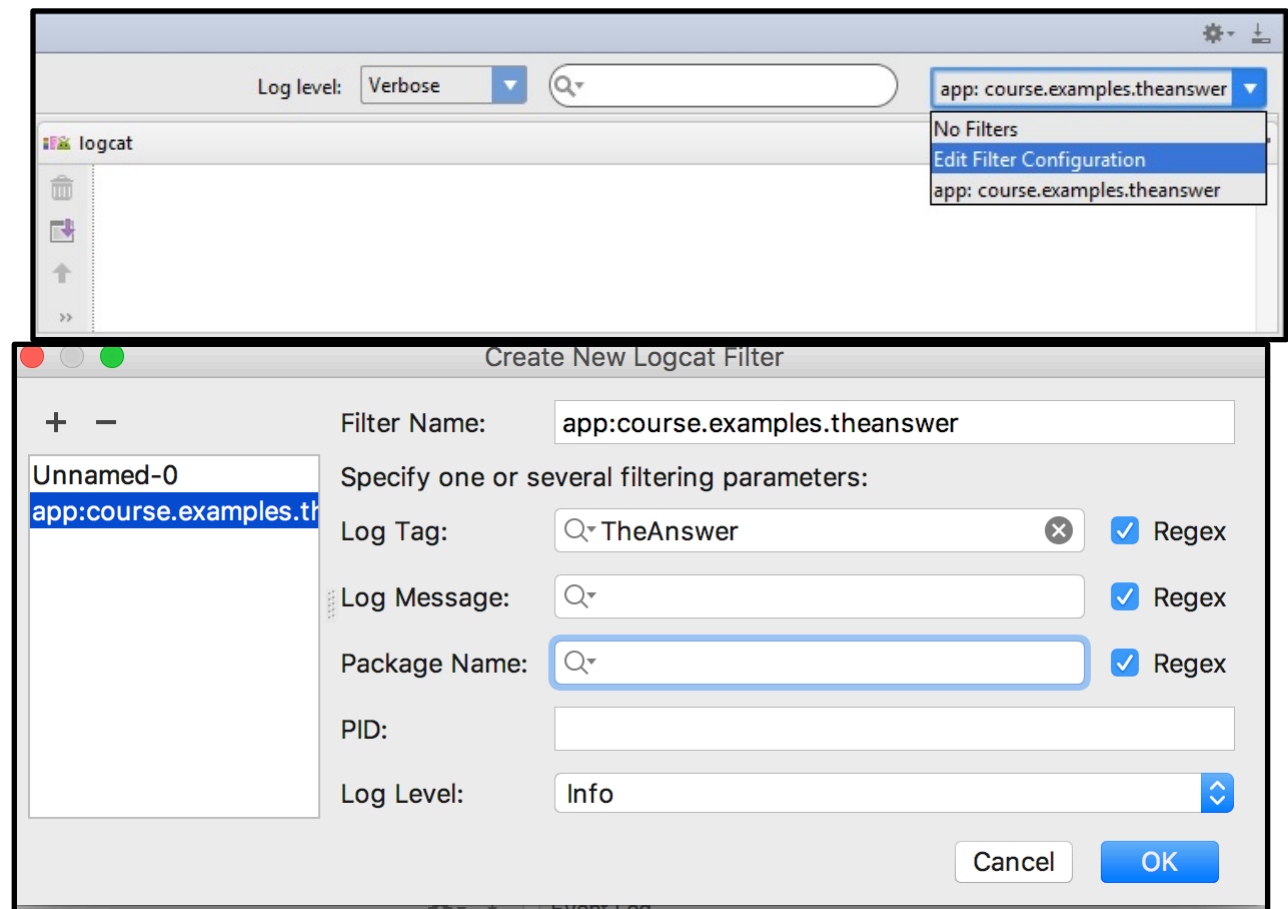 Log level: Verbose app: course.examples.theanswer
No Filters
Edit Filter Configuration
app: course.examples.theanswer
logcat
Create New Logcat Filter
Filter Name: app:course.examples.theanswer
Unnamed-0
app:course.examples.th
Specify one or several filtering parameters:
Log Tag: TheAnswer Regex
Log Message: Regex
Package Name: Regex
PID:
Log Level: Info
Cancel OK